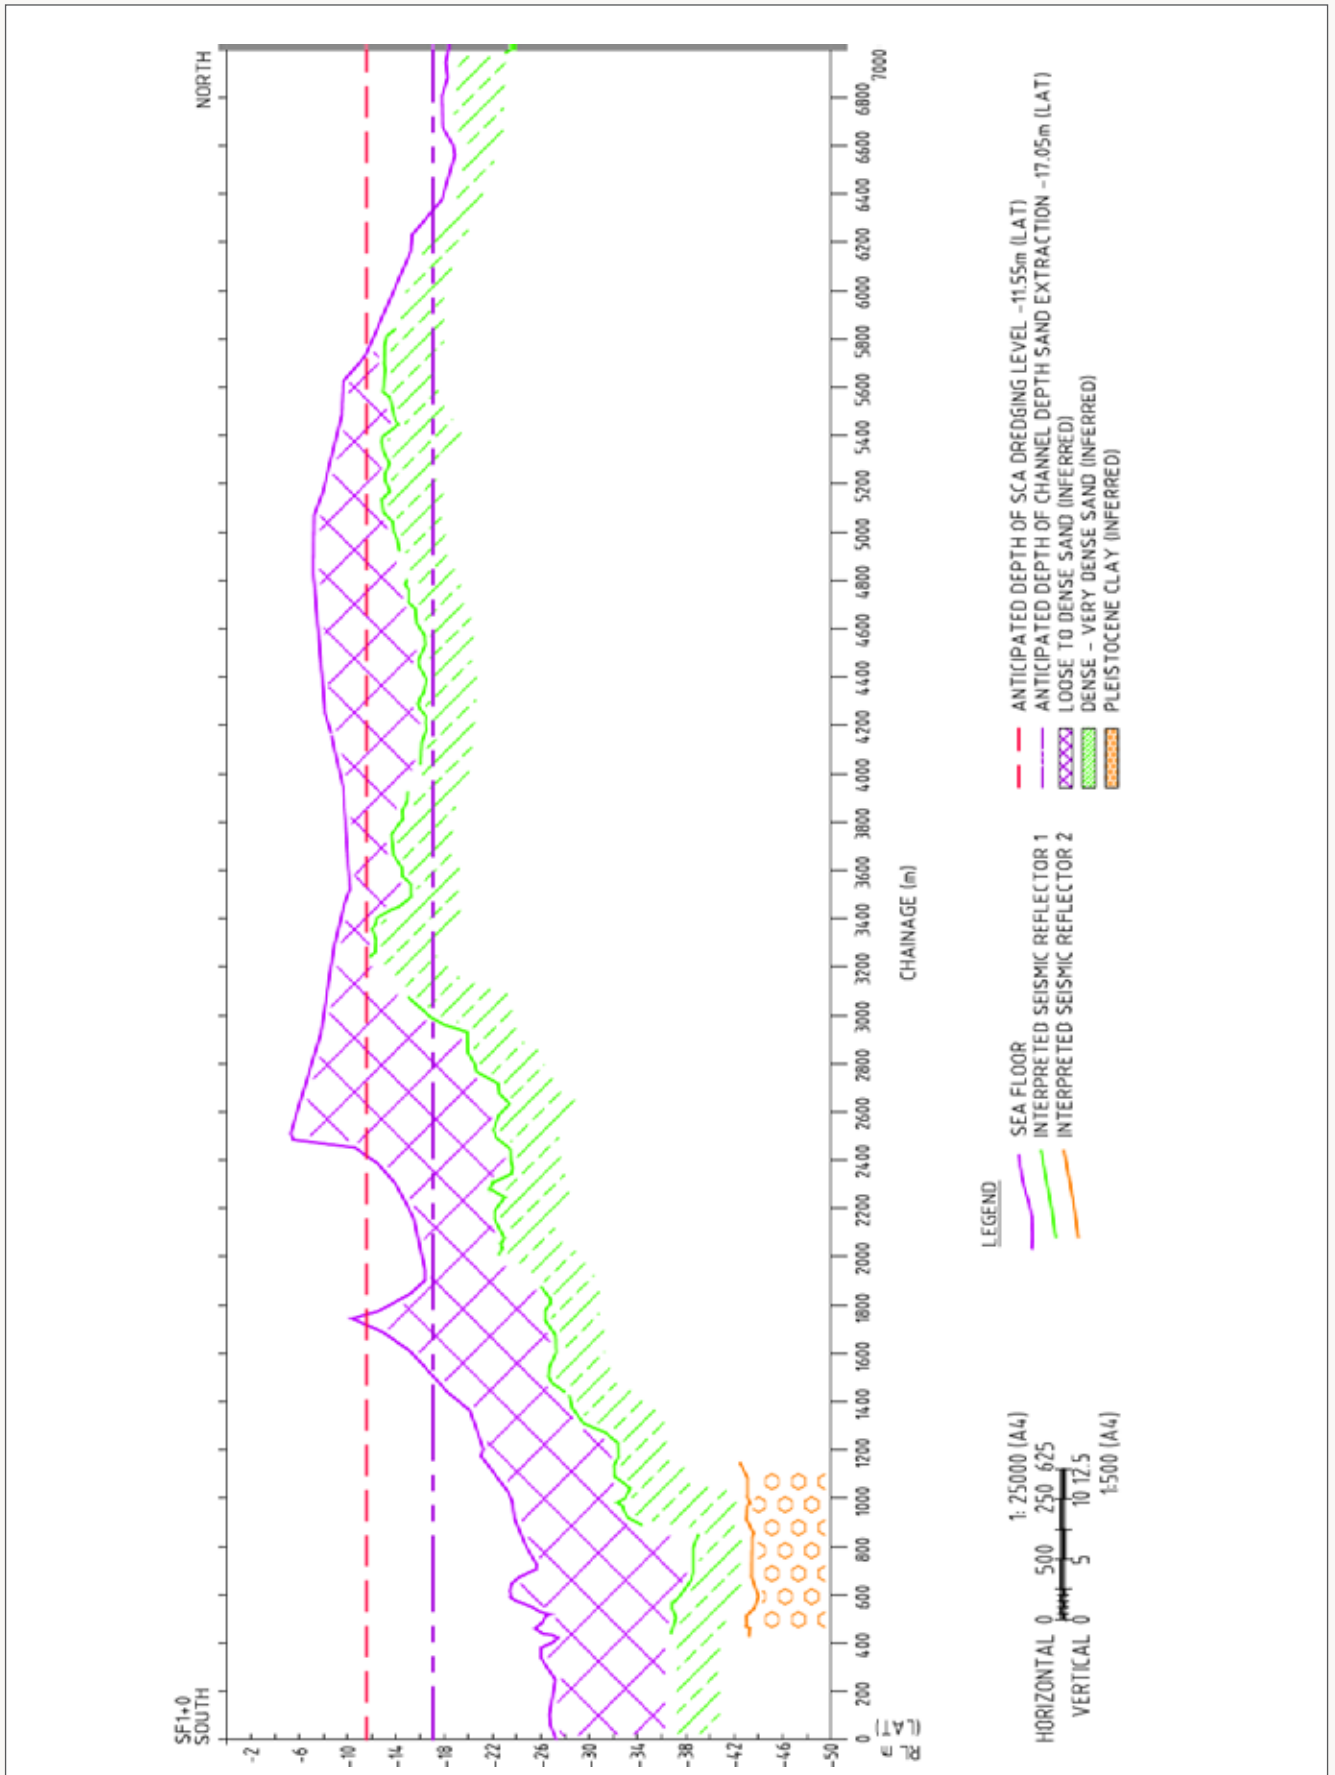 SF1+0
SOUTH
NORTH
RL m
(LAT)
-2
-6
-10
-14
-18
-22
-26
-30
-34
-38
-42
-46
-50
0
200
400
600
800
1000
1200
1400
1600
1800
2000
2200
2400
2600
2800
3000
3200
3400
3600
3800
4000
4200
4400
4600
4800
5000
5200
5400
5600
5800
6000
6200
6400
6600
6800
7000
CHAINAGE (m)
LEGEND
SEA FLOOR
INTERPRETED SEISMIC REFLECTOR 1
INTERPRETED SEISMIC REFLECTOR 2
ANTICIPATED DEPTH OF SCA DREDGING LEVEL -11.55m (LAT)
ANTICIPATED DEPTH OF CHANNEL DEPTH SAND EXTRACTION -17.05m (LAT)
LOOSE TO DENSE SAND (INFERRED)
DENSE - VERY DENSE SAND (INFERRED)
PLEISTOCENE CLAY (INFERRED)
1: 25000 (A4)
HORIZONTAL 0 500 250 625
VERTICAL 0 5 10 12.5
1:500 (A4)